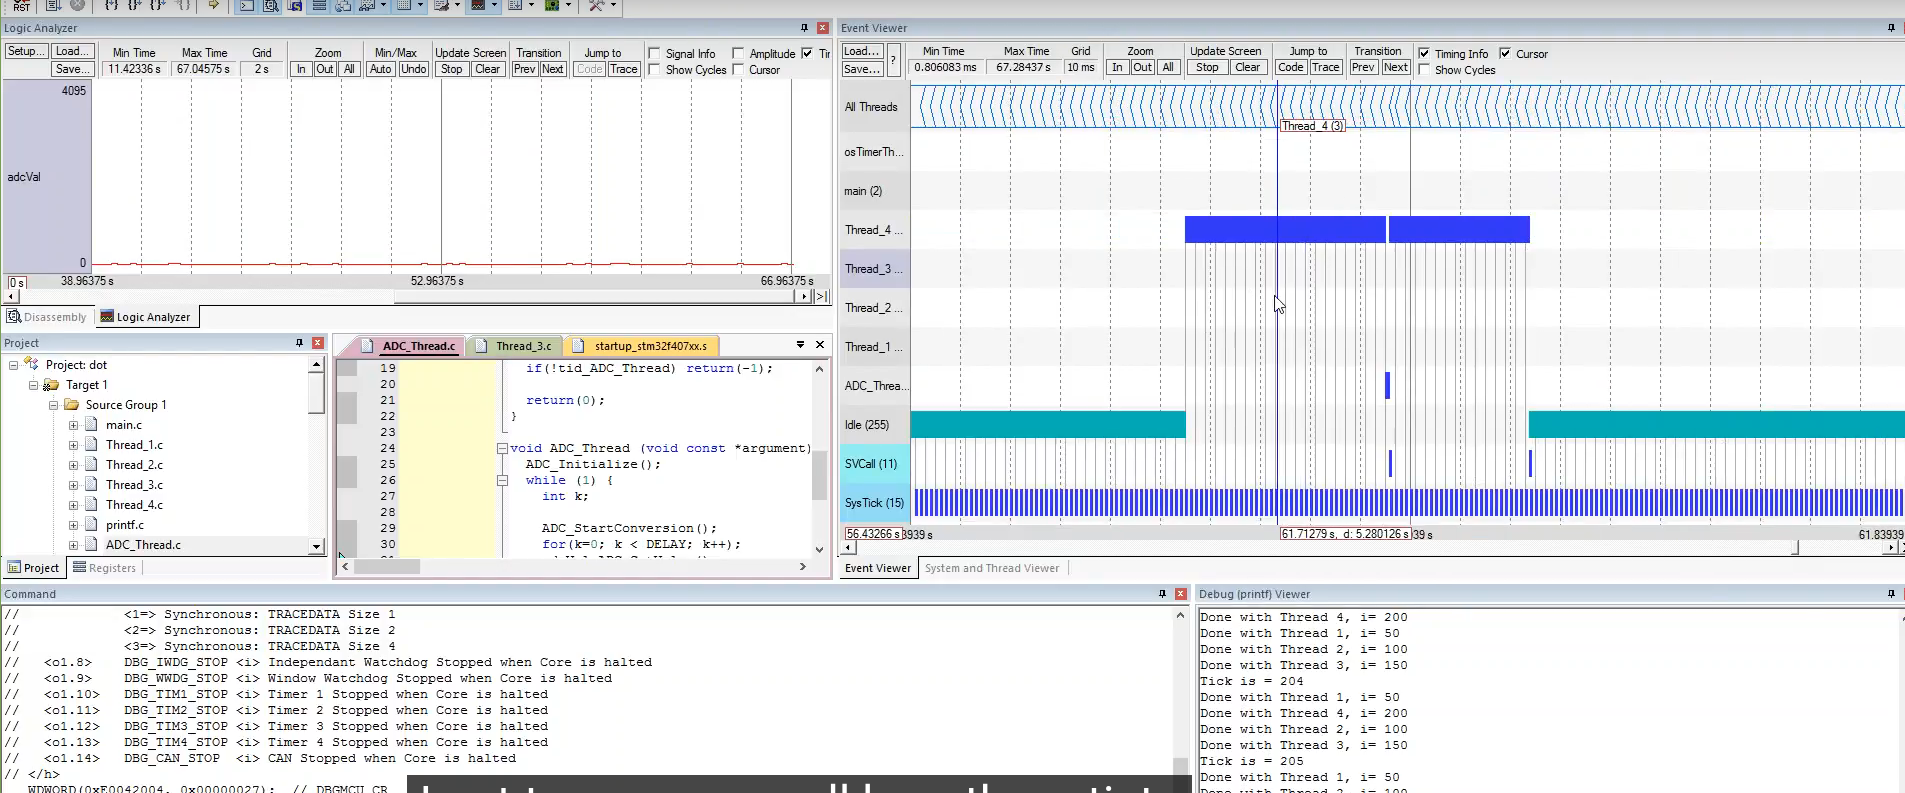 RST
Logic Analyzer
Setup... Load... Min Time Max Time Grid Zoom Min/Max Update Screen Transition Jump to Signal Info Amplitude
Save... 11.42336 s 67.04575 s 2 s In Out All Auto Undo Stop Clear Prev Next Code Trace Show Cycles Cursor
4095
adcVal
0
0 s 38.96375 s 52.96375 s 66.96375 s
Disassembly Logic Analyzer
Event Viewer
Load... Min Time Max Time Grid Zoom Update Screen Jump to Transition Timing Info Cursor
Save... ? 0.806083 ms 67.28437 s 10 ms In Out All Stop Clear Code Trace Prev Next Show Cycles
All Threads
Thread_4 (3)
osTimerTh...
main (2)
Thread_4 ...
Thread_3 ...
Thread_2 ...
Thread_1 ...
ADC_Threa...
Idle (255)
SVCall (11)
SysTick (15)
56.43266 s 3939 s 61.71279 s, d: 5.280126 s 39 s 61.83939
Event Viewer System and Thread Viewer
Project
Project: dot
Target 1
Source Group 1
main.c
Thread_1.c
Thread_2.c
Thread_3.c
Thread_4.c
printf.c
ADC_Thread.c
Project Registers
ADC_Thread.c Thread_3.c startup_stm32f407xx.s
19 if(!tid_ADC_Thread) return(-1);
20
21 return(0);
22 }
23
24 void ADC_Thread (void const *argument)
25 ADC_Initialize();
26 while (1) {
27 int k;
28
29 ADC_StartConversion();
30 for(k=0; k < DELAY; k++);
Command
// <1=> Synchronous: TRACEDATA Size 1
// <2=> Synchronous: TRACEDATA Size 2
// <3=> Synchronous: TRACEDATA Size 4
// <o1.8> DBG_IWDG_STOP <i> Independant Watchdog Stopped when Core is halted
// <o1.9> DBG_WWDG_STOP <i> Window Watchdog Stopped when Core is halted
// <o1.10> DBG_TIM1_STOP <i> Timer 1 Stopped when Core is halted
// <o1.11> DBG_TIM2_STOP <i> Timer 2 Stopped when Core is halted
// <o1.12> DBG_TIM3_STOP <i> Timer 3 Stopped when Core is halted
// <o1.13> DBG_TIM4_STOP <i> Timer 4 Stopped when Core is halted
// <o1.14> DBG_CAN_STOP <i> CAN Stopped when Core is halted
// </h>
_WDWORD(0xE0042004, 0x00000027); // DBGMCU_CR
Debug (printf) Viewer
Done with Thread 4, i= 200
Done with Thread 1, i= 50
Done with Thread 2, i= 100
Done with Thread 3, i= 150
Tick is = 204
Done with Thread 1, i= 50
Done with Thread 4, i= 200
Done with Thread 2, i= 100
Done with Thread 3, i= 150
Tick is = 205
Done with Thread 1, i= 50